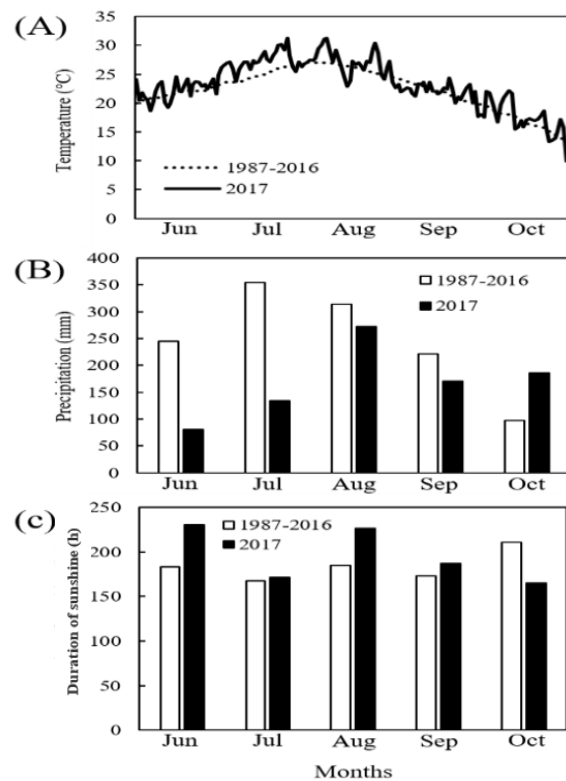 (A)
Temperature (°C)
35
30
25
20
15
10
5
0
1987-2016
2017
Jun Jul Aug Sep Oct
(B)
Precipitation (mm)
400
350
300
250
200
150
100
50
0
1987-2016
2017
Jun Jul Aug Sep Oct
(c)
Duration of sunshine (h)
250
200
150
100
50
0
1987-2016
2017
Jun Jul Aug Sep Oct
Months